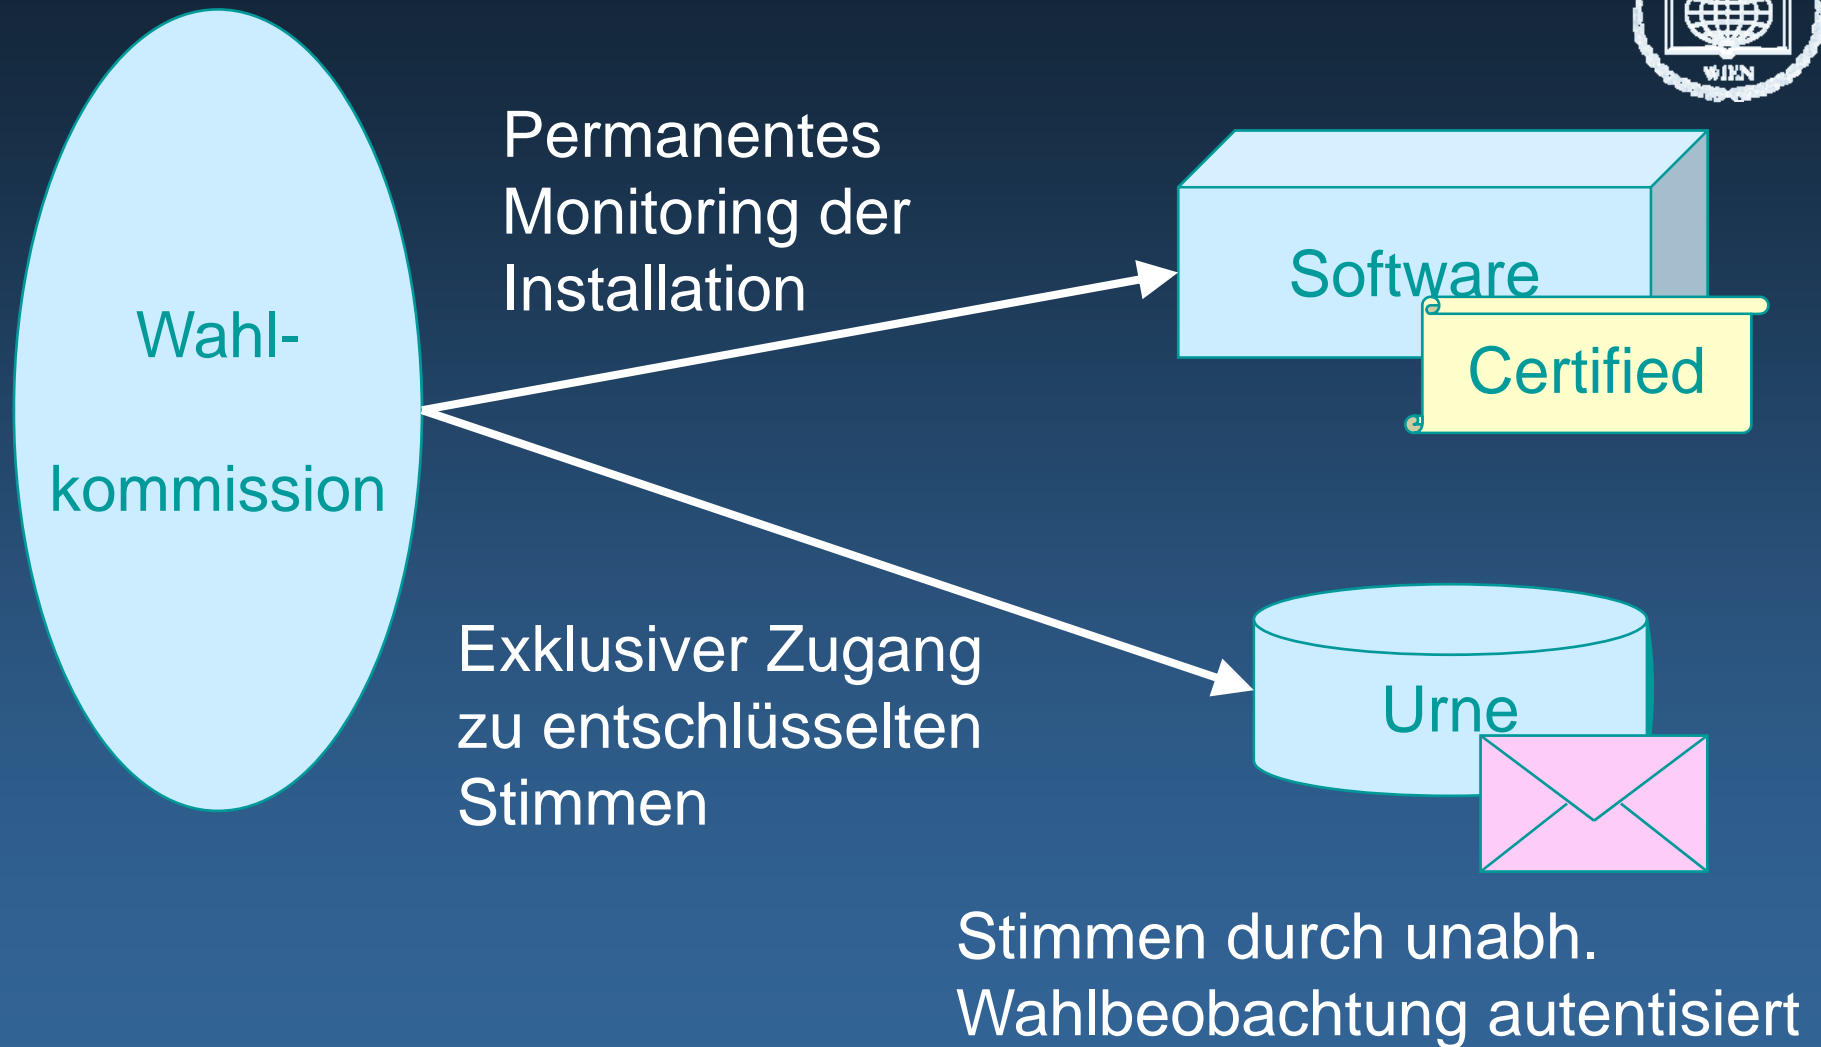 WIEN
Permanentes
Monitoring der
Installation
Wahl-
kommission
Software
Certified
Exklusiver Zugang
zu entschlüsselten
Stimmen
Urne
Stimmen durch unabh.
Wahlbeobachtung autentisiert